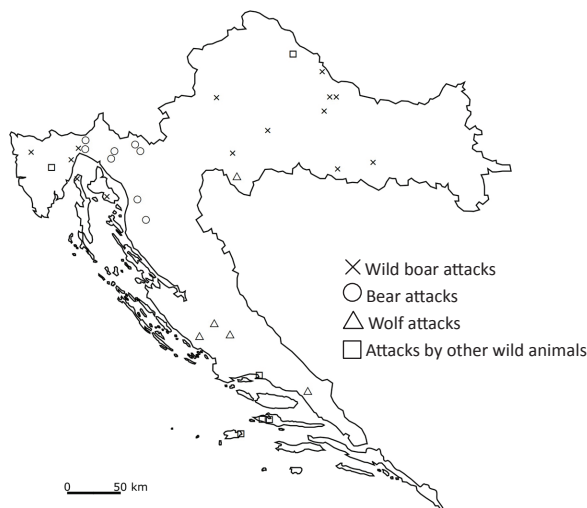 Wild boar attacks
Bear attacks
Wolf attacks
Attacks by other wild animals
0 50 km